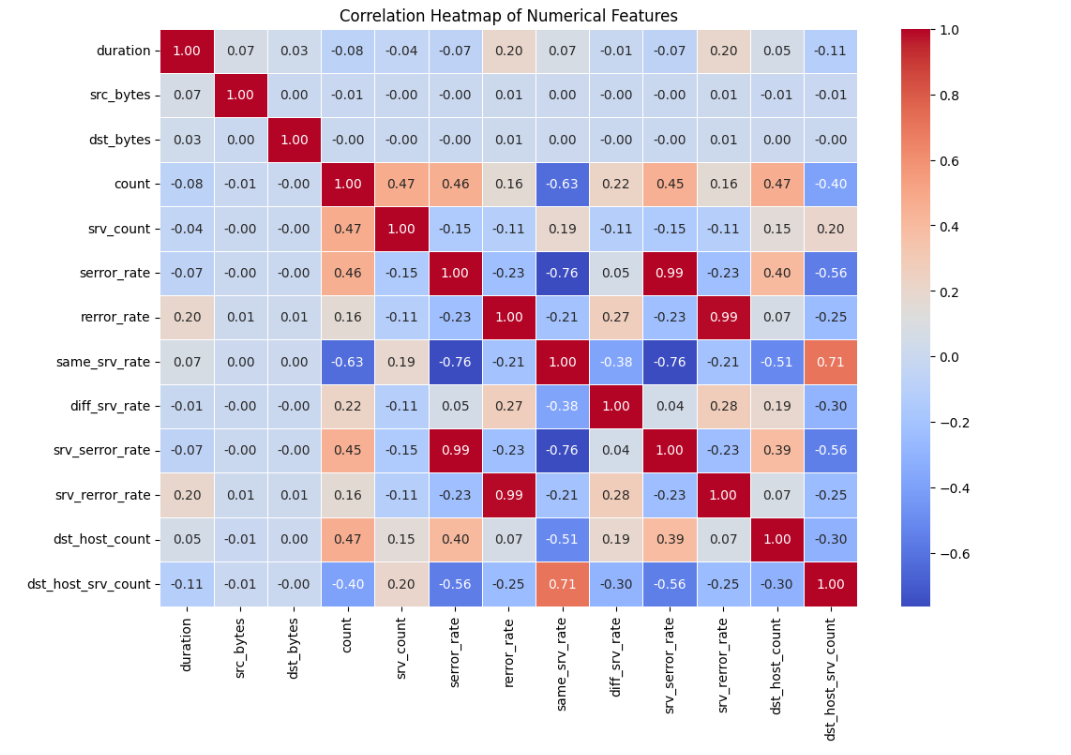 Correlation Heatmap of Numerical Features
duration 1.00 0.07 0.03 -0.08 -0.04 -0.07 0.20 0.07 -0.01 -0.07 0.20 0.05 -0.11
src_bytes 0.07 1.00 0.00 -0.01 -0.00 -0.00 0.01 0.00 -0.00 -0.00 0.01 -0.01 -0.01
dst_bytes 0.03 0.00 1.00 -0.00 -0.00 -0.00 0.01 0.00 -0.00 -0.00 0.01 0.00 -0.00
count -0.08 -0.01 -0.00 1.00 0.47 0.46 0.16 -0.63 0.22 0.45 0.16 0.47 -0.40
srv_count -0.04 -0.00 -0.00 0.47 1.00 -0.15 -0.11 0.19 -0.11 -0.15 -0.11 0.15 0.20
serror_rate -0.07 -0.00 -0.00 0.46 -0.15 1.00 -0.23 -0.76 0.05 0.99 -0.23 0.40 -0.56
rerror_rate 0.20 0.01 0.01 0.16 -0.11 -0.23 1.00 -0.21 0.27 -0.23 0.99 0.07 -0.25
same_srv_rate 0.07 0.00 0.00 -0.63 0.19 -0.76 -0.21 1.00 -0.38 -0.76 -0.21 -0.51 0.71
diff_srv_rate -0.01 -0.00 -0.00 0.22 -0.11 0.05 0.27 -0.38 1.00 0.04 0.28 0.19 -0.30
srv_serror_rate -0.07 -0.00 -0.00 0.45 -0.15 0.99 -0.23 -0.76 0.04 1.00 -0.23 0.39 -0.56
srv_rerror_rate 0.20 0.01 0.01 0.16 -0.11 -0.23 0.99 -0.21 0.28 -0.23 1.00 0.07 -0.25
dst_host_count 0.05 -0.01 0.00 0.47 0.15 0.40 0.07 -0.51 0.19 0.39 0.07 1.00 -0.30
dst_host_srv_count -0.11 -0.01 -0.00 -0.40 0.20 -0.56 -0.25 0.71 -0.30 -0.56 -0.25 -0.30 1.00
duration
src_bytes
dst_bytes
count
srv_count
serror_rate
rerror_rate
same_srv_rate
diff_srv_rate
srv_serror_rate
srv_rerror_rate
dst_host_count
dst_host_srv_count
1.0
0.8
0.6
0.4
0.2
0.0
−0.2
−0.4
−0.6